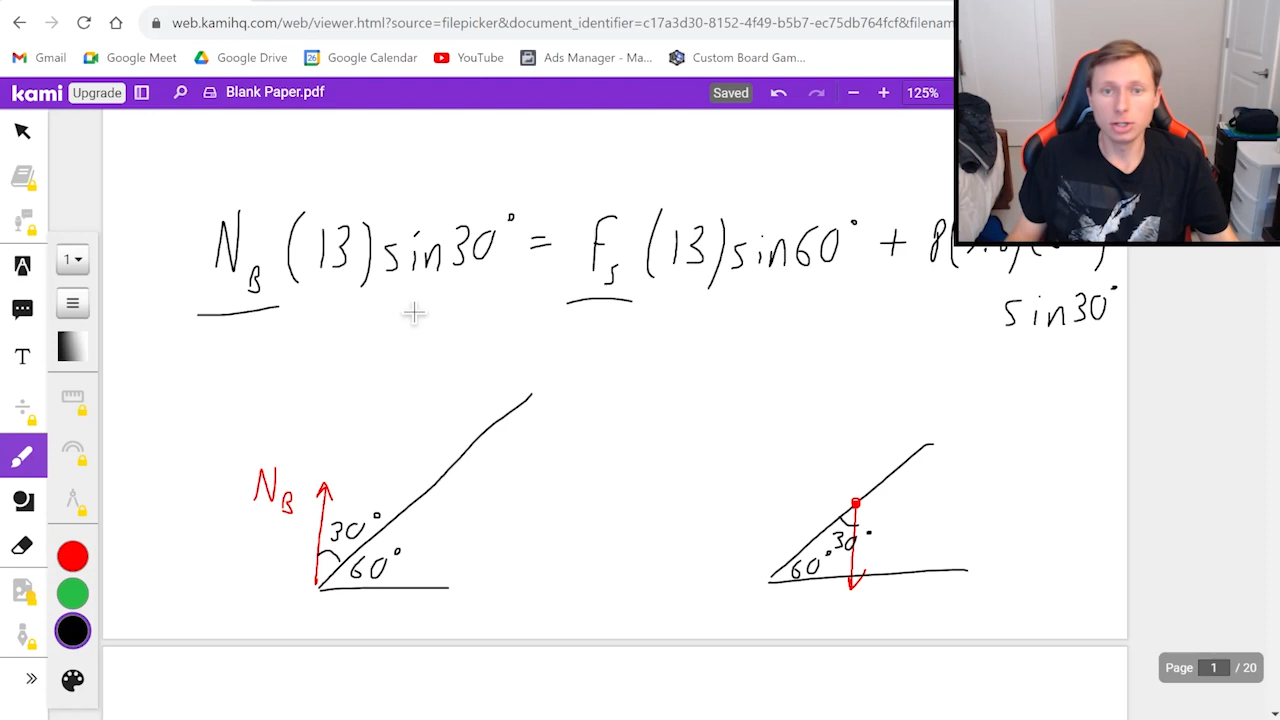 web.kamihq.com/web/viewer.html?source=filepicker&document_identifier=c17a3d30-8152-4f49-b5b7-ec75db764fcf&filenam
Gmail Google Meet Google Drive 26 Google Calendar YouTube Ads Manager - Ma... Custom Board Gam...
kami Upgrade Blank Paper.pdf Saved 125%
N_B (13) sin30° = F_s (13) sin60° + 8
sin30°
1
T
N_B
30°
60°
30°
60°
Page 1 / 20